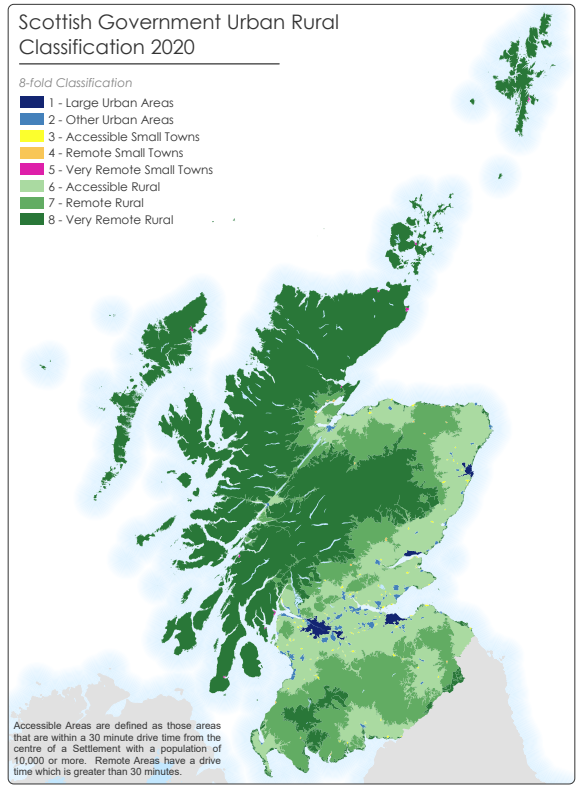 Scottish Government Urban Rural
Classification 2020
8-fold Classification
1 - Large Urban Areas
2 - Other Urban Areas
3 - Accessible Small Towns
4 - Remote Small Towns
5 - Very Remote Small Towns
6 - Accessible Rural
7 - Remote Rural
8 - Very Remote Rural
Accessible Areas are defined as those areas
that are within a 30 minute drive time from the
centre of a Settlement with a population of
10,000 or more. Remote Areas have a drive
time which is greater than 30 minutes.